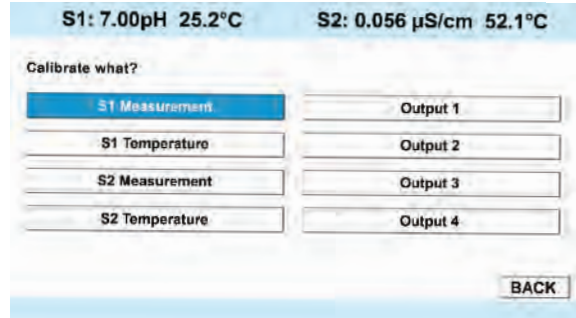 S1: 7.00pH 25.2°C S2: 0.056 µS/cm 52.1°C
Calibrate what?
S1 Measurement Output 1
S1 Temperature Output 2
S2 Measurement Output 3
S2 Temperature Output 4
BACK